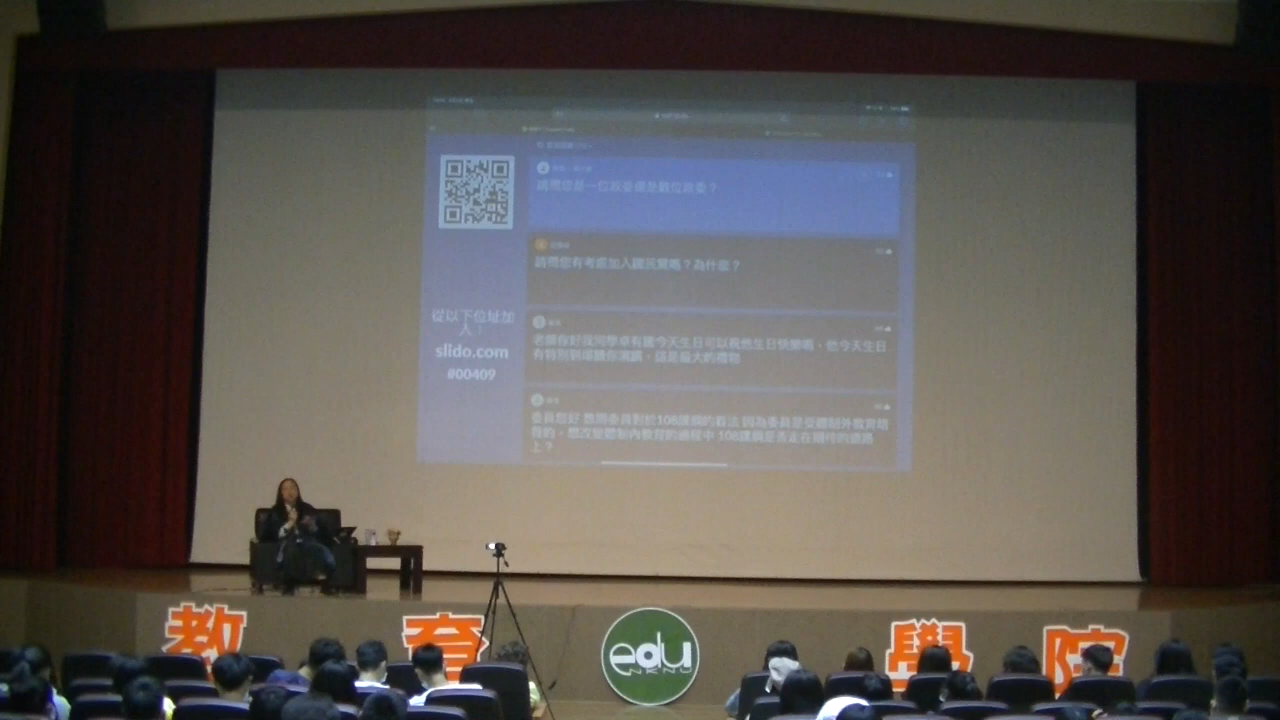 請問您是一位政委還是數位政委？
請問您有考慮加入國民黨嗎？為什麼？
老師你好我同學卓有國今天生日可以祝他生日快樂嗎，他今天生日
有特別到場聽你演講，這是最大的禮物
從以下位址加
入：
slido.com
#00409
委員您好 想問委員對於108課綱的看法 因為委員是受體制外教育培
養的，想改變體制內教育的過程中 108課綱是否走在期待的道路
上？
教育 edu 學院
NKNU